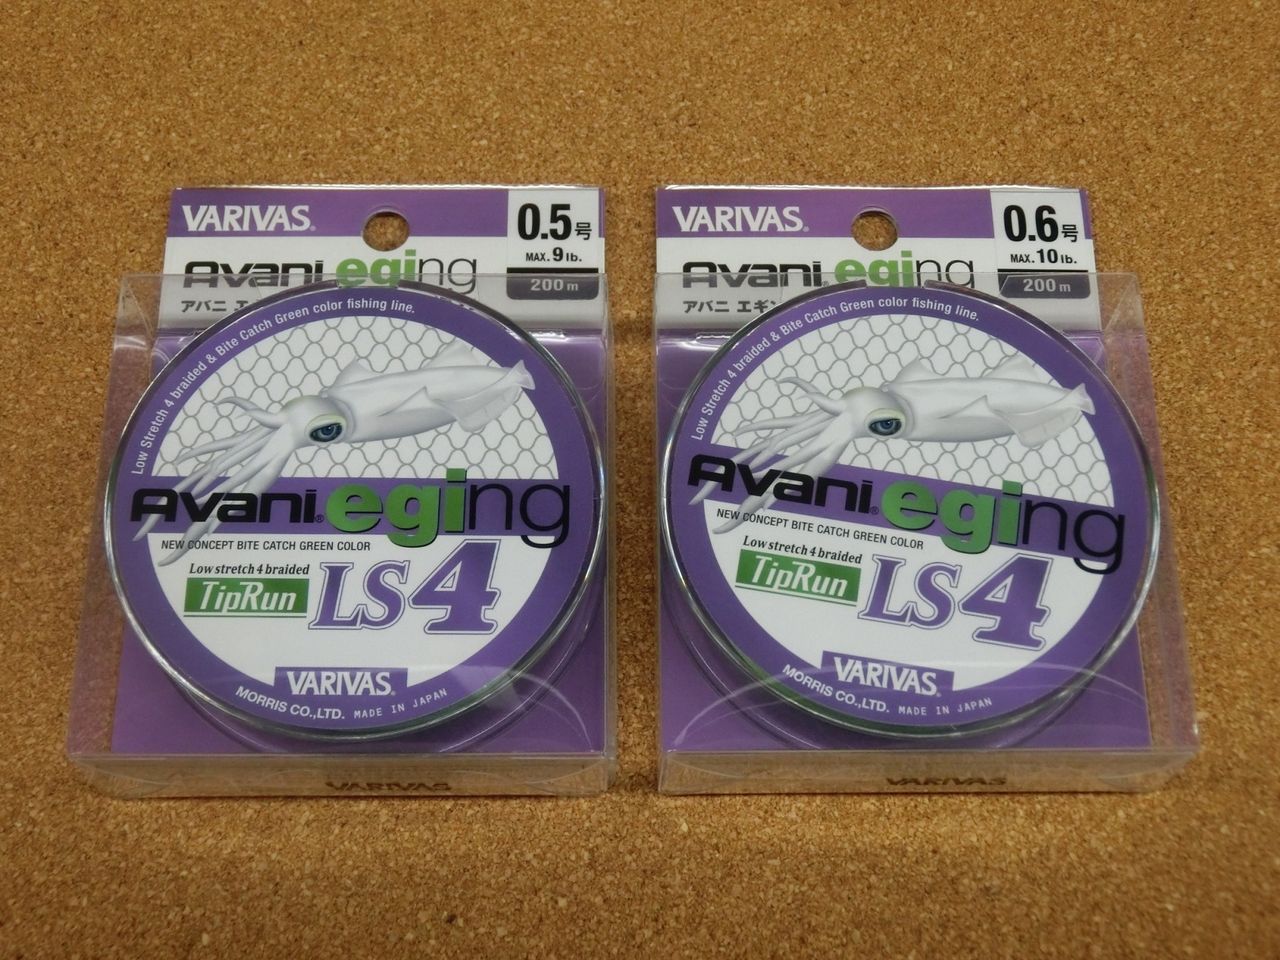 VARIVAS®
0.5号
MAX. 9 lb.
200m
Avani eging
アバニ エギン
Low Stretch 4 braided & Bite Catch Green color fishing line.
Avani® eging
NEW CONCEPT BITE CATCH GREEN COLOR
Low stretch 4 braided
TipRun LS4
VARIVAS®
MORRIS CO.,LTD. MADE IN JAPAN
VARIVAS
VARIVAS®
0.6号
MAX. 10 lb.
200m
Avani eging
アバニ エギン
Low Stretch 4 braided & Bite Catch Green color fishing line.
Avani® eging
NEW CONCEPT BITE CATCH GREEN COLOR
Low stretch 4 braided
TipRun LS4
VARIVAS®
MORRIS CO.,LTD. MADE IN JAPAN
VARIVAS